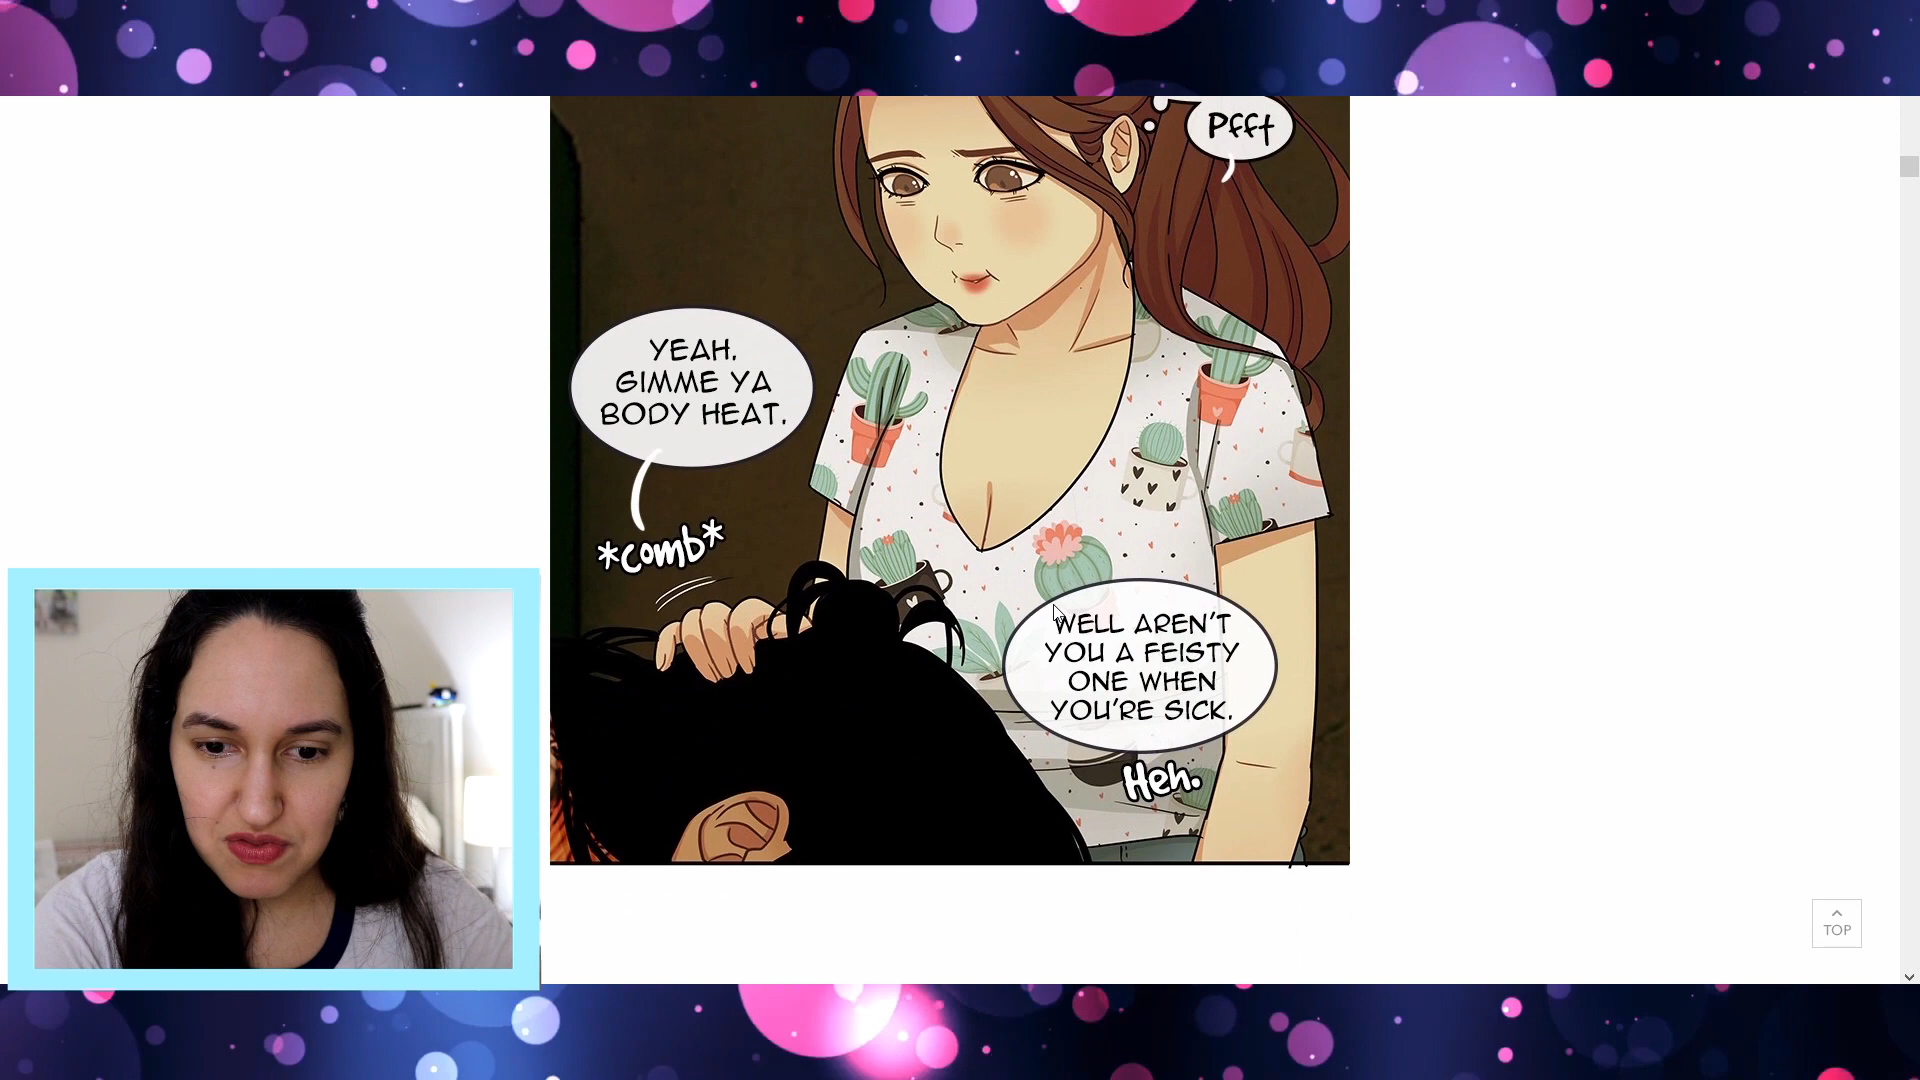 Pfft
YEAH.
GIMME YA
BODY HEAT.
*comb*
WELL AREN'T
YOU A FEISTY
ONE WHEN
YOU'RE SICK.
Heh.
TOP